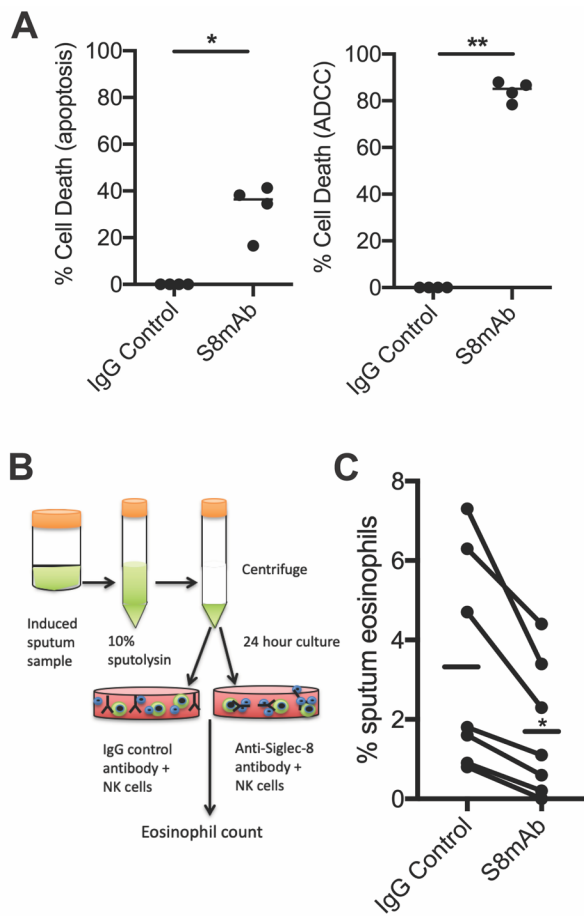 A
*
100
80
60
40
20
0
% Cell Death (apoptosis)
IgG Control
S8mAb
**
100
80
60
40
20
0
% Cell Death (ADCC)
IgG Control
S8mAb
B
Induced
sputum
sample
10%
sputolysin
Centrifuge
24 hour culture
IgG control
antibody +
NK cells
Anti-Siglec-8
antibody +
NK cells
Eosinophil count
C
8
6
4
2
0
% sputum eosinophils
*
IgG Control
S8mAb